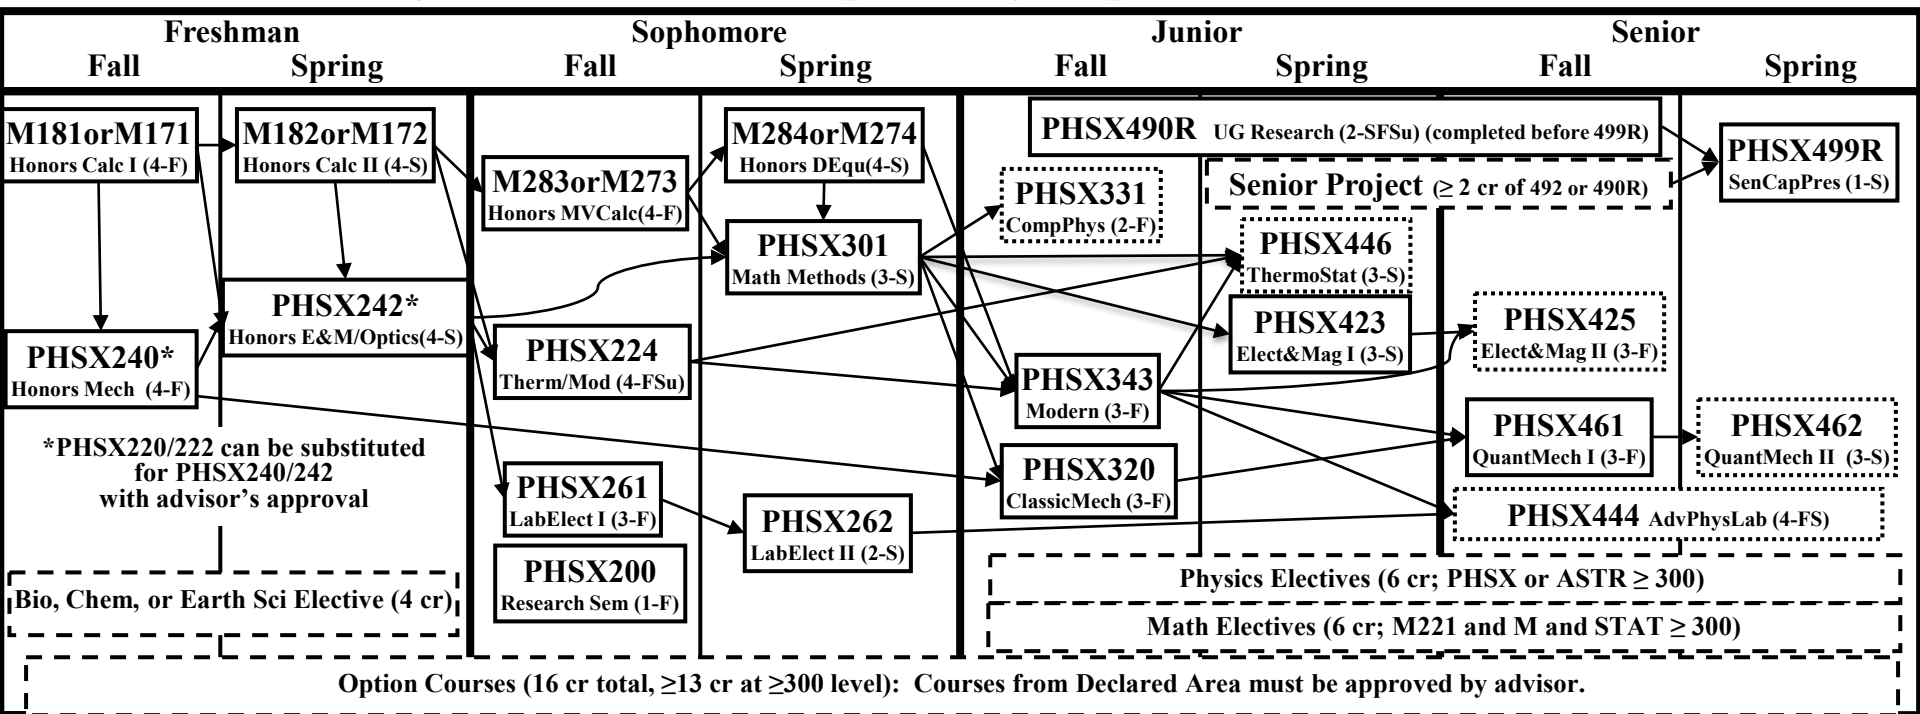 Freshman
Sophomore
Junior
Senior
Fall
Spring
Fall
Spring
Fall
Spring
Fall
Spring
M181orM171
Honors Calc I (4-F)
M182orM172
Honors Calc II (4-S)
M283orM273
Honors MVCalc(4-F)
M284orM274
Honors DEqu(4-S)
PHSX490R UG Research (2-SFSu) (completed before 499R)
PHSX499R
SenCapPres (1-S)
Senior Project (≥ 2 cr of 492 or 490R)
PHSX331
CompPhys (2-F)
PHSX301
Math Methods (3-S)
PHSX446
ThermoStat (3-S)
PHSX242*
Honors E&M/Optics(4-S)
PHSX240*
Honors Mech (4-F)
PHSX224
Therm/Mod (4-FSu)
PHSX423
Elect&Mag I (3-S)
PHSX425
Elect&Mag II (3-F)
PHSX343
Modern (3-F)
PHSX461
QuantMech I (3-F)
PHSX462
QuantMech II (3-S)
*PHSX220/222 can be substituted
for PHSX240/242
with advisor's approval
PHSX261
LabElect I (3-F)
PHSX262
LabElect II (2-S)
PHSX320
ClassicMech (3-F)
PHSX444 AdvPhysLab (4-FS)
PHSX200
Research Sem (1-F)
Bio, Chem, or Earth Sci Elective (4 cr)
Physics Electives (6 cr; PHSX or ASTR ≥ 300)
Math Electives (6 cr; M221 and M and STAT ≥ 300)
Option Courses (16 cr total, ≥13 cr at ≥300 level): Courses from Declared Area must be approved by advisor.